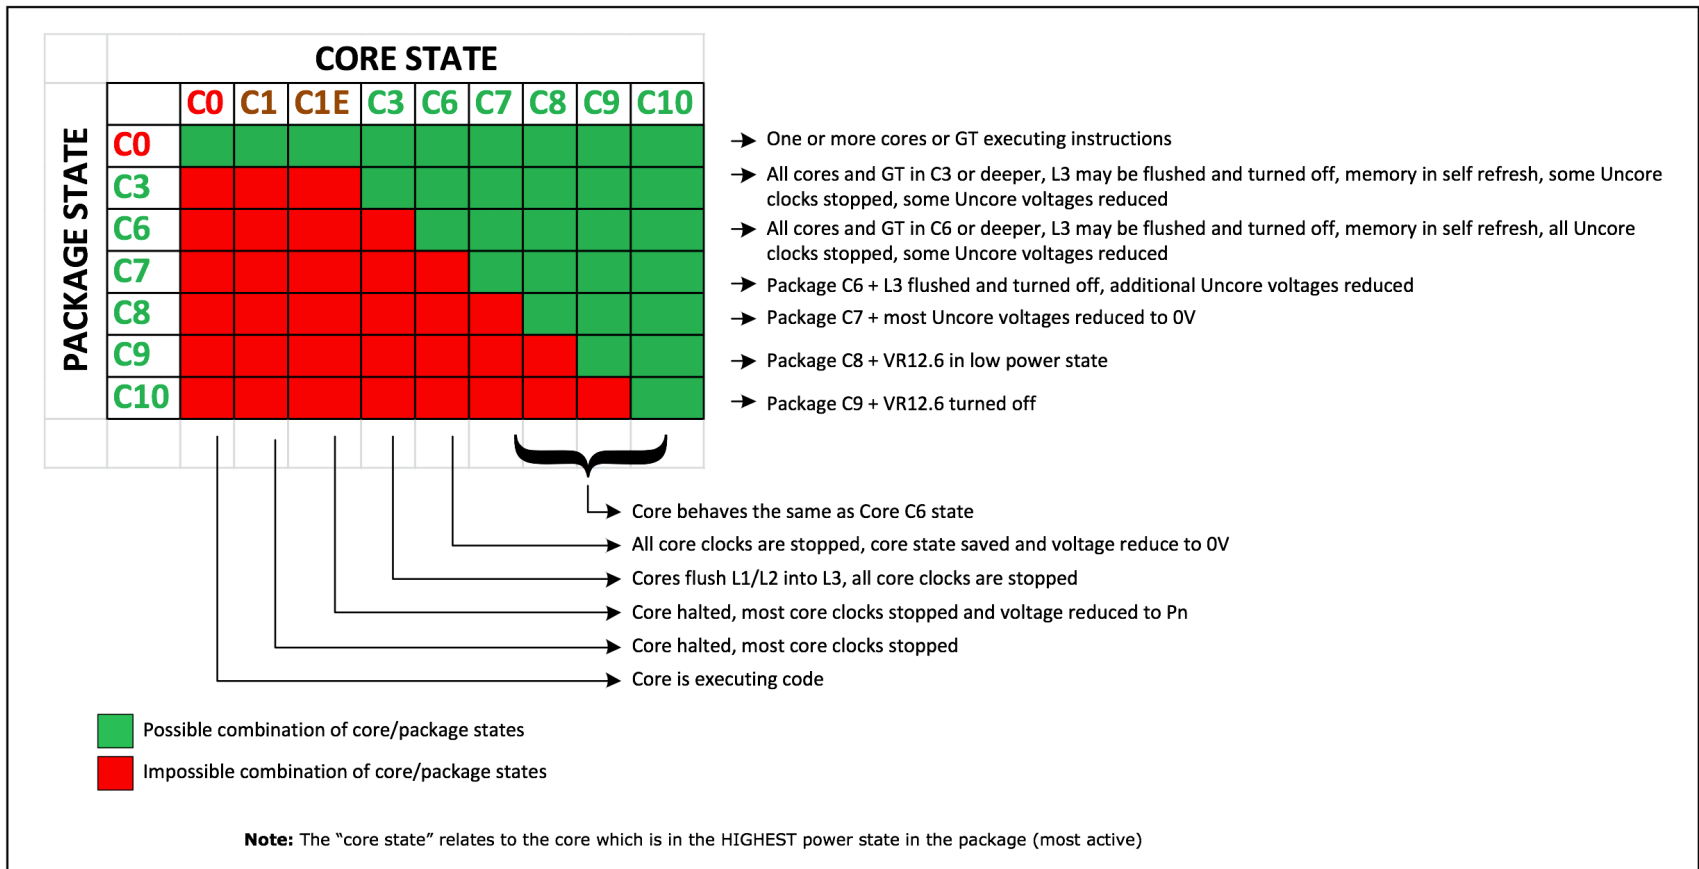 CORE STATE
C0 C1 C1E C3 C6 C7 C8 C9 C10
PACKAGE STATE
C0
C3
C6
C7
C8
C9
C10
One or more cores or GT executing instructions
All cores and GT in C3 or deeper, L3 may be flushed and turned off, memory in self refresh, some Uncore
clocks stopped, some Uncore voltages reduced
All cores and GT in C6 or deeper, L3 may be flushed and turned off, memory in self refresh, all Uncore
clocks stopped, some Uncore voltages reduced
Package C6 + L3 flushed and turned off, additional Uncore voltages reduced
Package C7 + most Uncore voltages reduced to 0V
Package C8 + VR12.6 in low power state
Package C9 + VR12.6 turned off
Core behaves the same as Core C6 state
All core clocks are stopped, core state saved and voltage reduce to 0V
Cores flush L1/L2 into L3, all core clocks are stopped
Core halted, most core clocks stopped and voltage reduced to Pn
Core halted, most core clocks stopped
Core is executing code
Possible combination of core/package states
Impossible combination of core/package states
Note: The “core state” relates to the core which is in the HIGHEST power state in the package (most active)